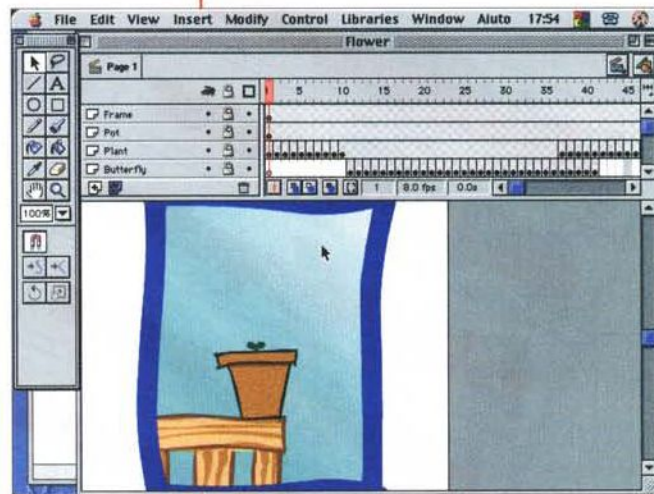 File Edit View Insert Modify Control Libraries Window Aiuto 17:54
Flower
Page 1
1 5 10 15 20 25 30 35 40 45
Frame
Pot
Plant
Butterfly
1 8.0 fps 0.0s
A
100%